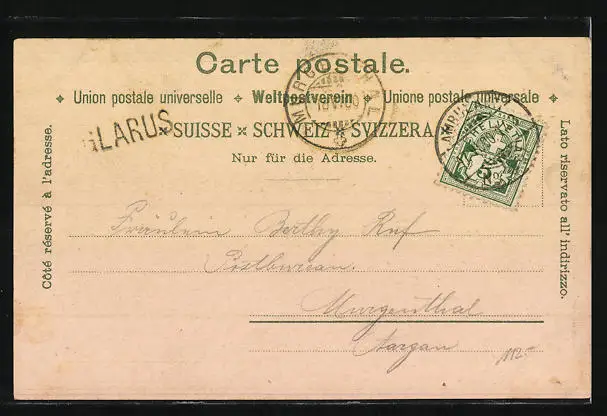 Carte postale.
Union postale universelle Weltpostverein Unione postale universale
GLARUS
SUISSE × SCHWEIZ × SVIZZERA
Nur für die Adresse.
Côté réservé à l'adresse.
Lato riservato all' indirizzo.
Fräulein Berthy Ruf
Postbureau.
Murgenthal
Aargau